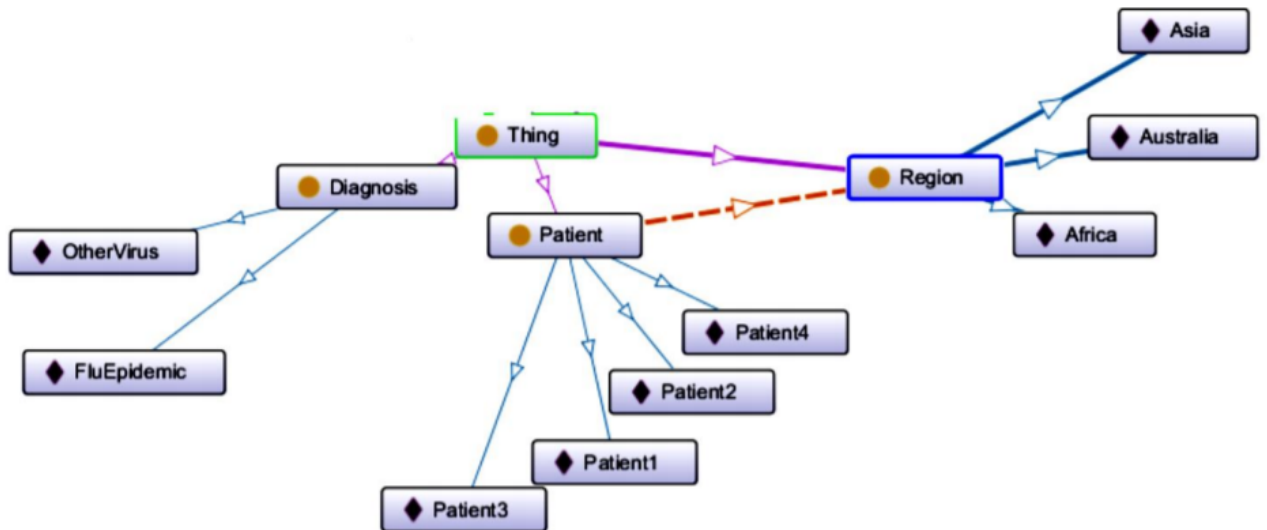 Asia
Thing
Australia
Region
Diagnosis
Patient
Africa
OtherVirus
Patient4
FluEpidemic
Patient2
Patient1
Patient3